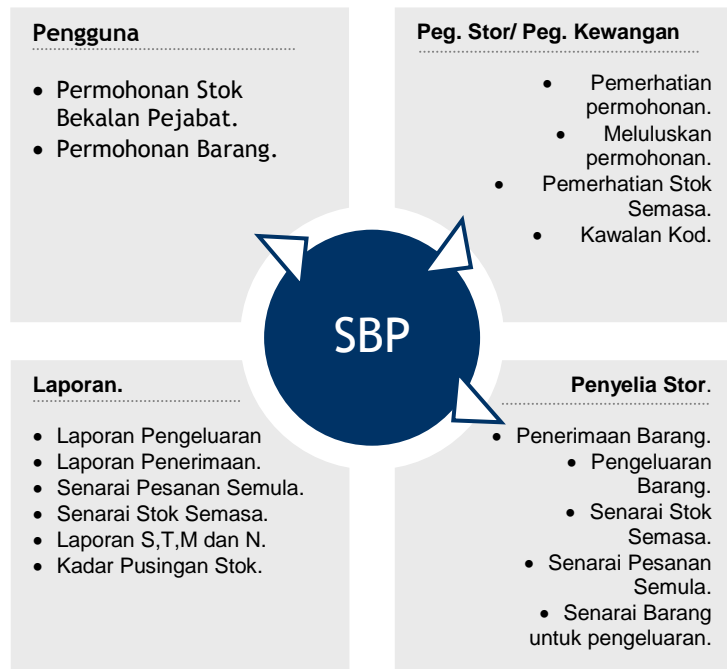 Pengguna
• Permohonan Stok
Bekalan Pejabat.
• Permohonan Barang.
Peg. Stor/ Peg. Kewangan
• Pemerhatian
permohonan.
• Meluluskan
permohonan.
• Pemerhatian Stok
Semasa.
• Kawalan Kod.
SBP
Laporan.
• Laporan Pengeluaran
• Laporan Penerimaan.
• Senarai Pesanan Semula.
• Senarai Stok Semasa.
• Laporan S,T,M dan N.
• Kadar Pusingan Stok.
Penyelia Stor.
• Penerimaan Barang.
• Pengeluaran
Barang.
• Senarai Stok
Semasa.
• Senarai Pesanan
Semula.
• Senarai Barang
untuk pengeluaran.